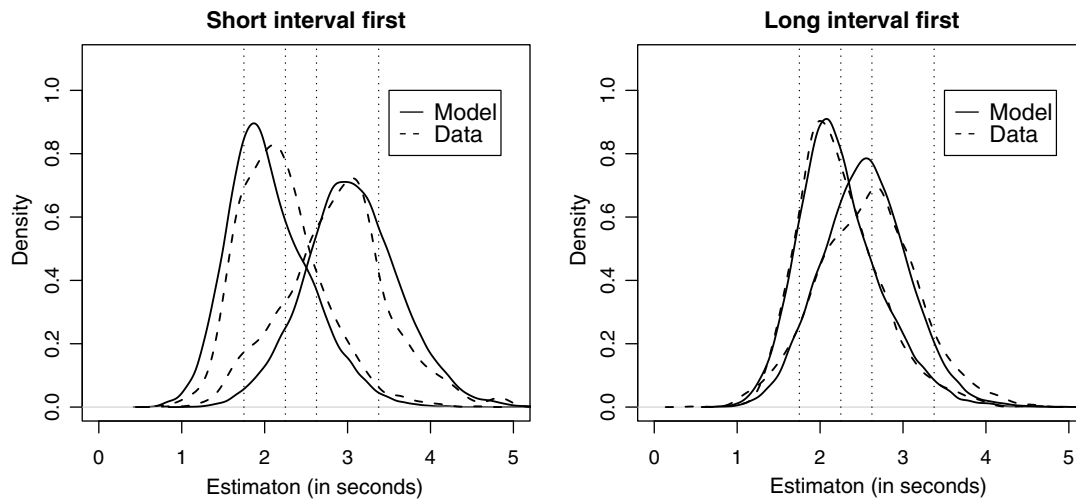 Short interval first
Density
0.0 0.2 0.4 0.6 0.8 1.0
Model
Data
0 1 2 3 4 5
Estimaton (in seconds)
Long interval first
Density
0.0 0.2 0.4 0.6 0.8 1.0
Model
Data
0 1 2 3 4 5
Estimaton (in seconds)